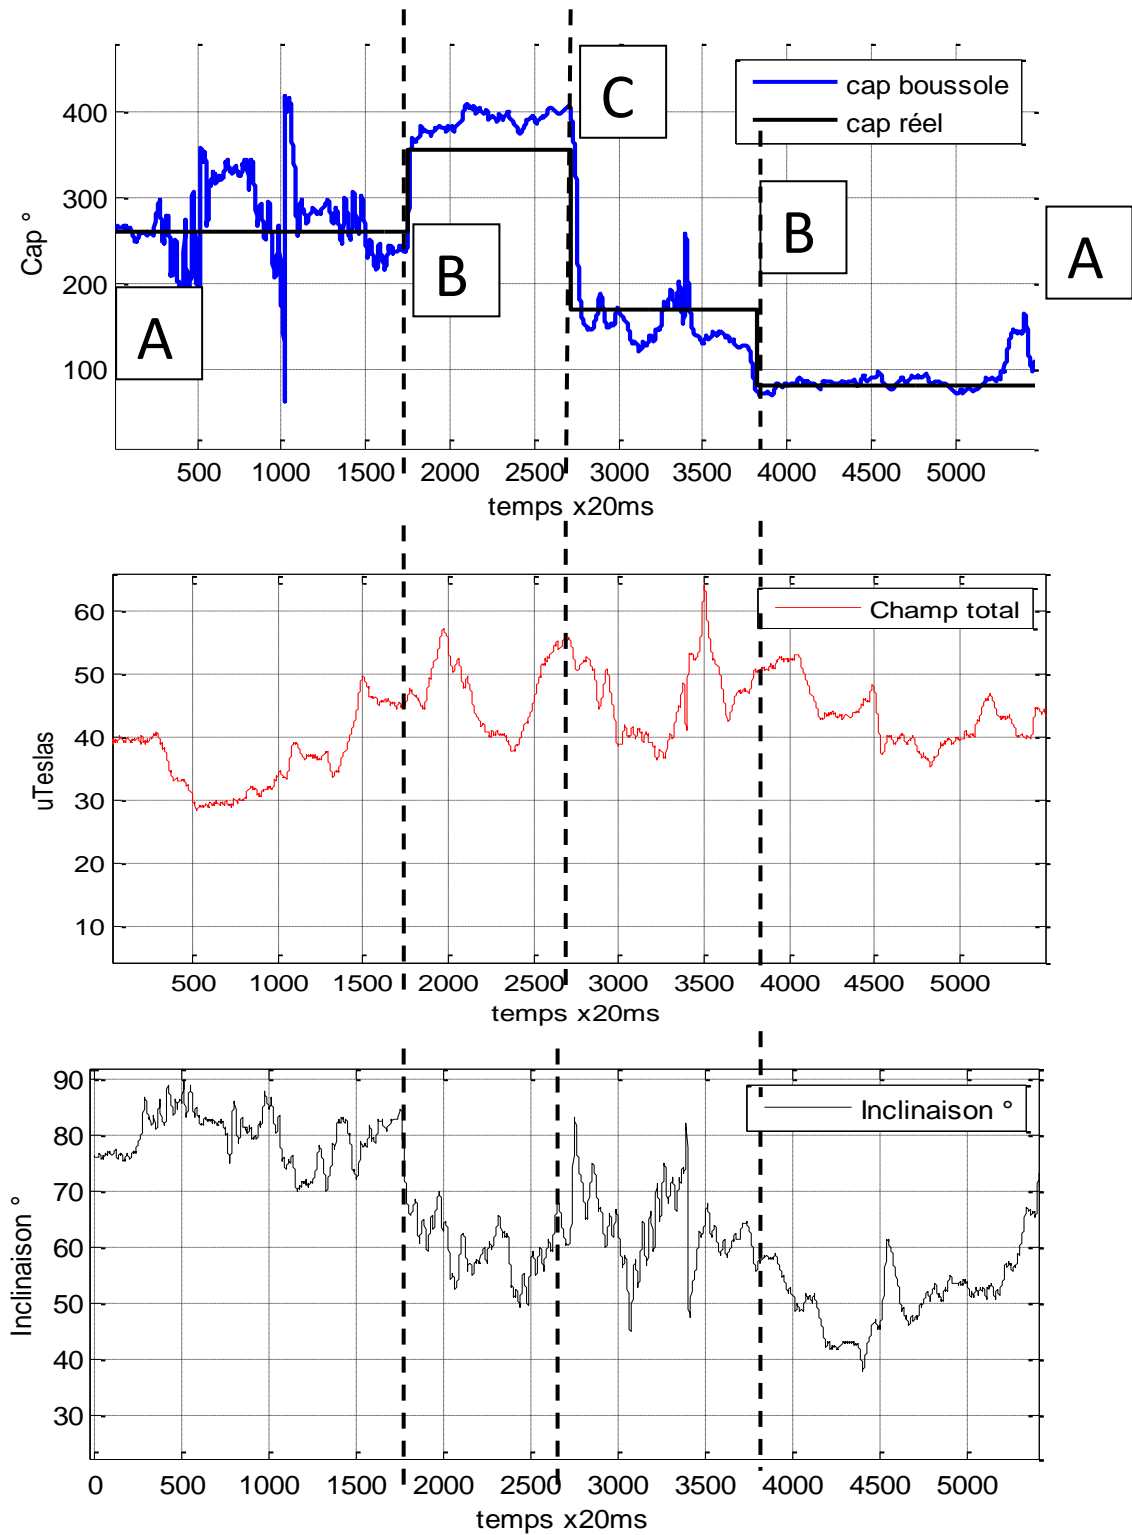 C
cap boussole
cap réel
400
300
200
100
Cap °
A
B
B
A
500 1000 1500 2000 2500 3000 3500 4000 4500 5000
temps x20ms
Champ total
60
50
40
30
20
10
uTeslas
500 1000 1500 2000 2500 3000 3500 4000 4500 5000
temps x20ms
Inclinaison °
90
80
70
60
50
40
30
Inclinaison °
0 500 1000 1500 2000 2500 3000 3500 4000 4500 5000
temps x20ms